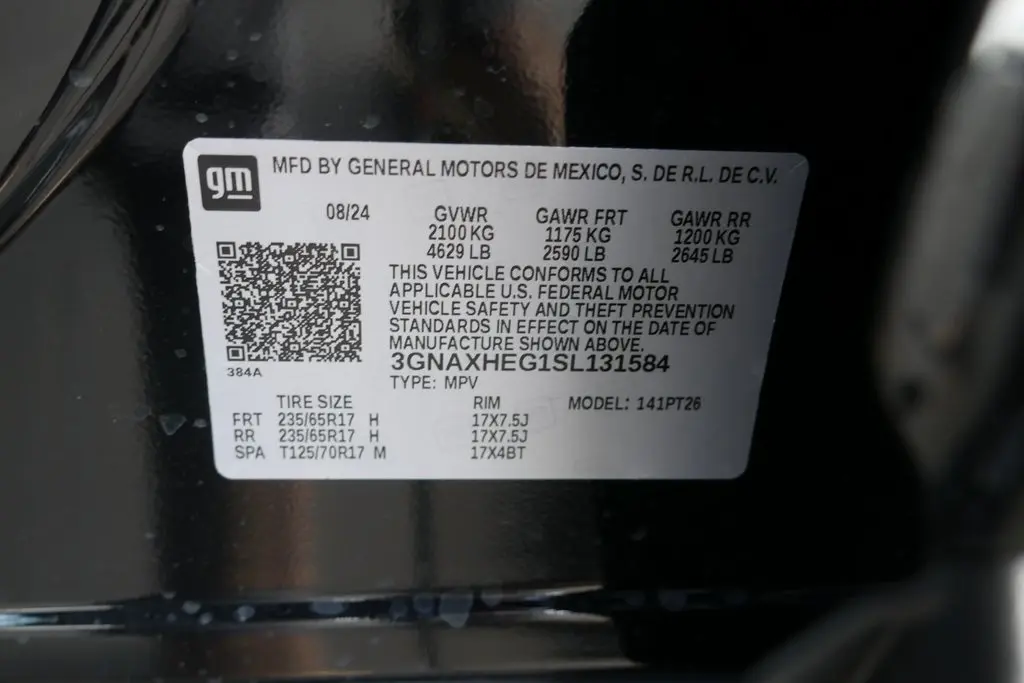 gm
MFD BY GENERAL MOTORS DE MEXICO, S. DE R.L. DE C.V.
08/24 GVWR GAWR FRT GAWR RR
2100 KG 1175 KG 1200 KG
4629 LB 2590 LB 2645 LB
THIS VEHICLE CONFORMS TO ALL
APPLICABLE U.S. FEDERAL MOTOR
VEHICLE SAFETY AND THEFT PREVENTION
STANDARDS IN EFFECT ON THE DATE OF
MANUFACTURE SHOWN ABOVE.
384A
3GNAXHEG1SL131584
TYPE: MPV
TIRE SIZE RIM MODEL: 141PT26
FRT 235/65R17 H 17X7.5J
RR 235/65R17 H 17X7.5J
SPA T125/70R17 M 17X4BT